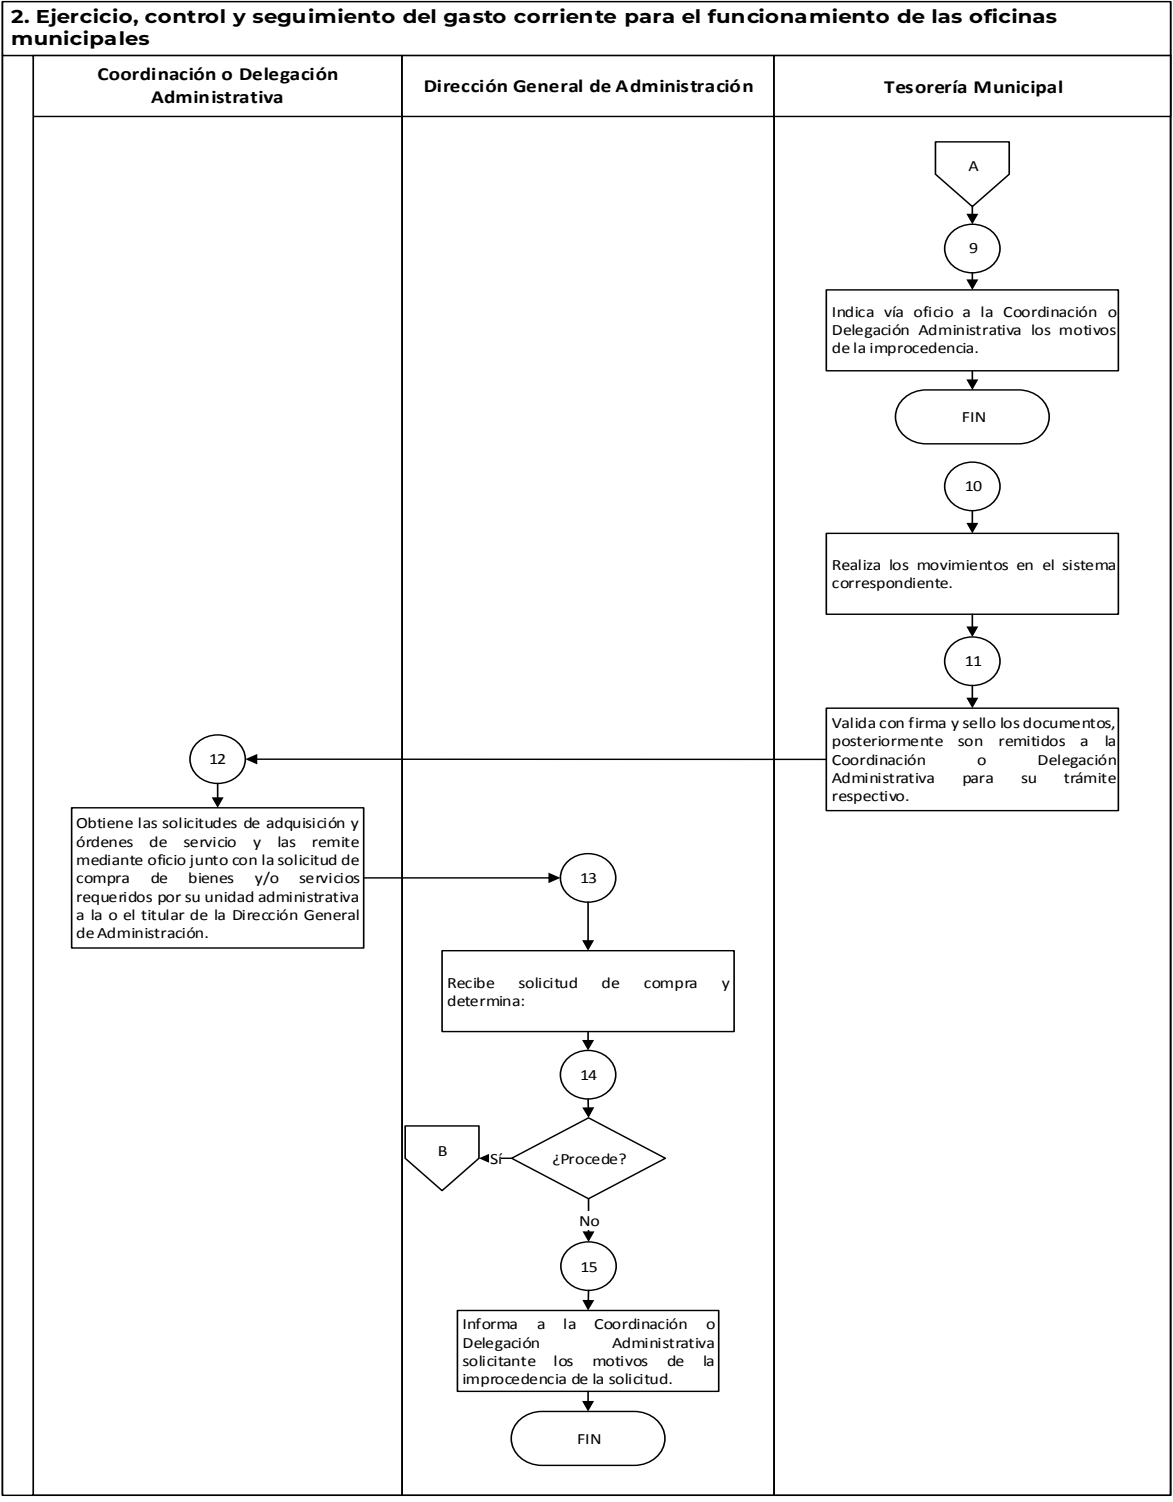 2. Ejercicio, control y seguimiento del gasto corriente para el funcionamiento de las oficinas
municipales
Coordinación o Delegación
Administrativa
Dirección General de Administración
Tesorería Municipal
A
9
Indica vía oficio a la Coordinación o
Delegación Administrativa los motivos
de la improcedencia.
FIN
10
Realiza los movimientos en el sistema
correspondiente.
11
Valida con firma y sello los documentos,
posteriormente son remitidos a la
Coordinación o Delegación
Administrativa para su trámite
respectivo.
12
Obtiene las solicitudes de adquisición y
órdenes de servicio y las remite
mediante oficio junto con la solicitud de
compra de bienes y/o servicios
requeridos por su unidad administrativa
a la o el titular de la Dirección General
de Administración.
13
Recibe solicitud de compra y
determina:
14
¿Procede?
Sí
B
No
15
Informa a la Coordinación o
Delegación Administrativa
solicitante los motivos de la
improcedencia de la solicitud.
FIN